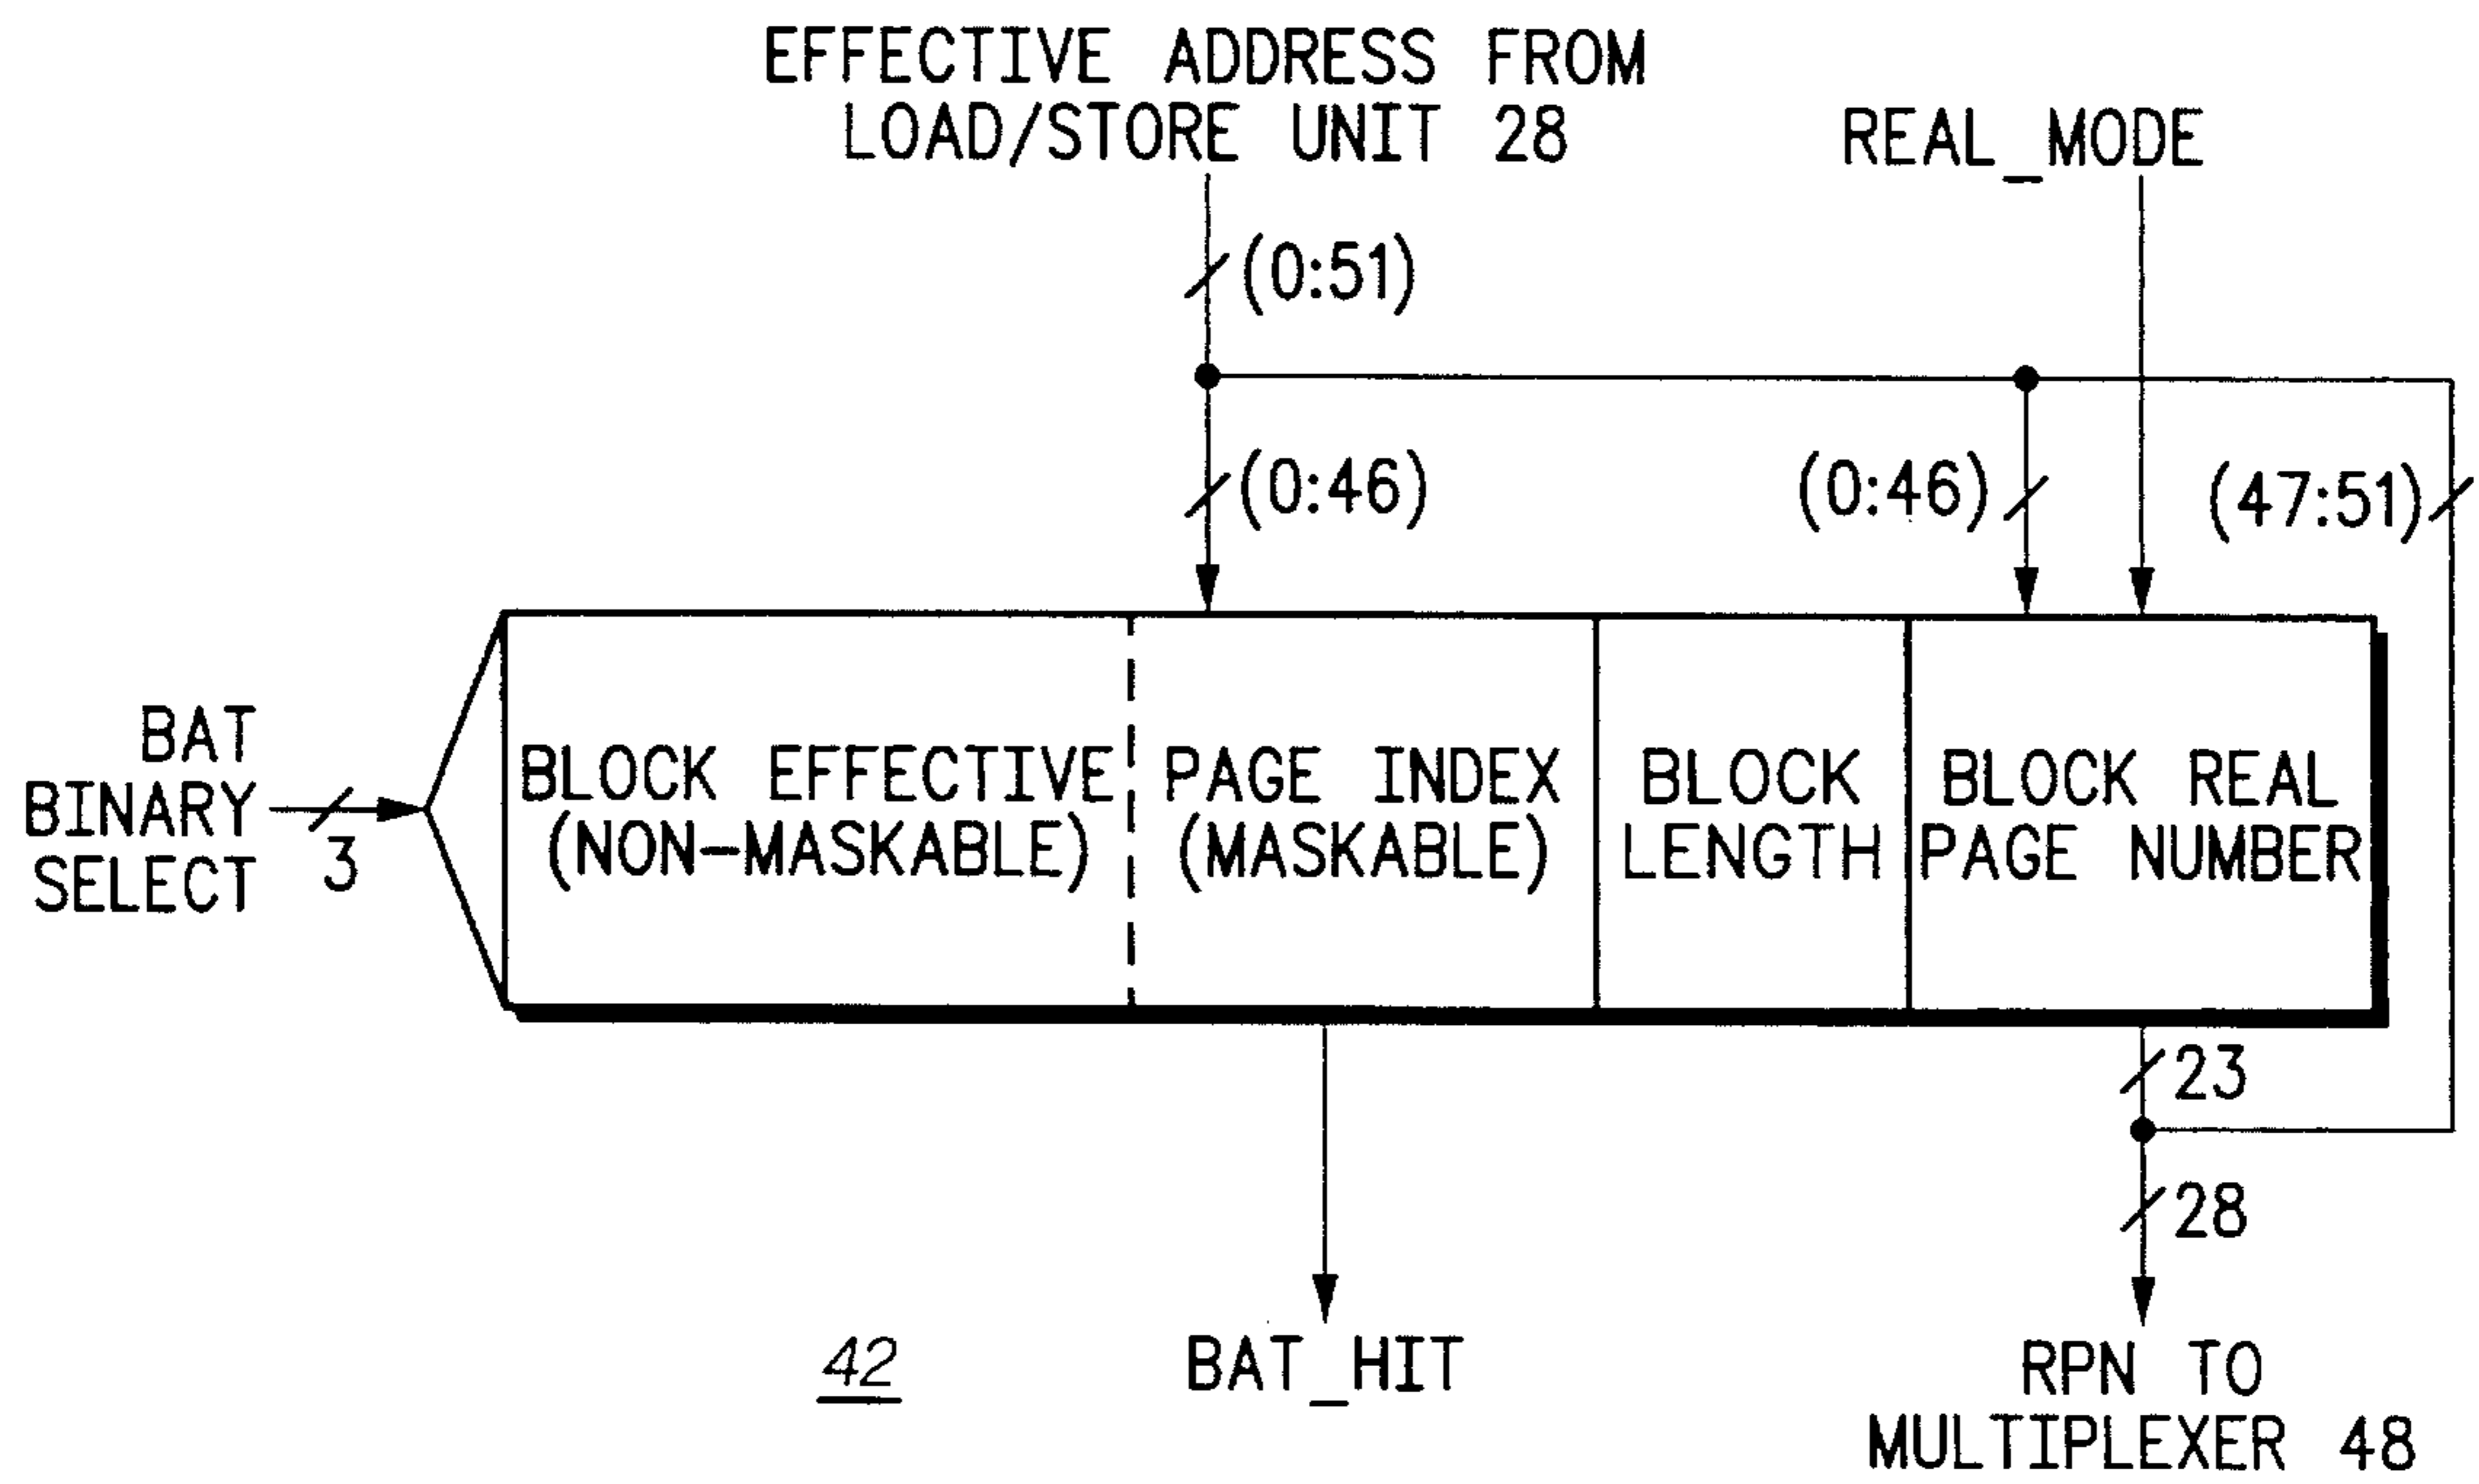 EFFECTIVE ADDRESS FROM
LOAD/STORE UNIT 28
REAL_MODE
(0:51)
(0:46)
(0:46)
(47:51)
BAT
BINARY
SELECT
3
BLOCK EFFECTIVE
(NON-MASKABLE)
PAGE INDEX
(MASKABLE)
BLOCK
LENGTH
BLOCK REAL
PAGE NUMBER
23
28
42
BAT_HIT
RPN TO
MULTIPLEXER 48